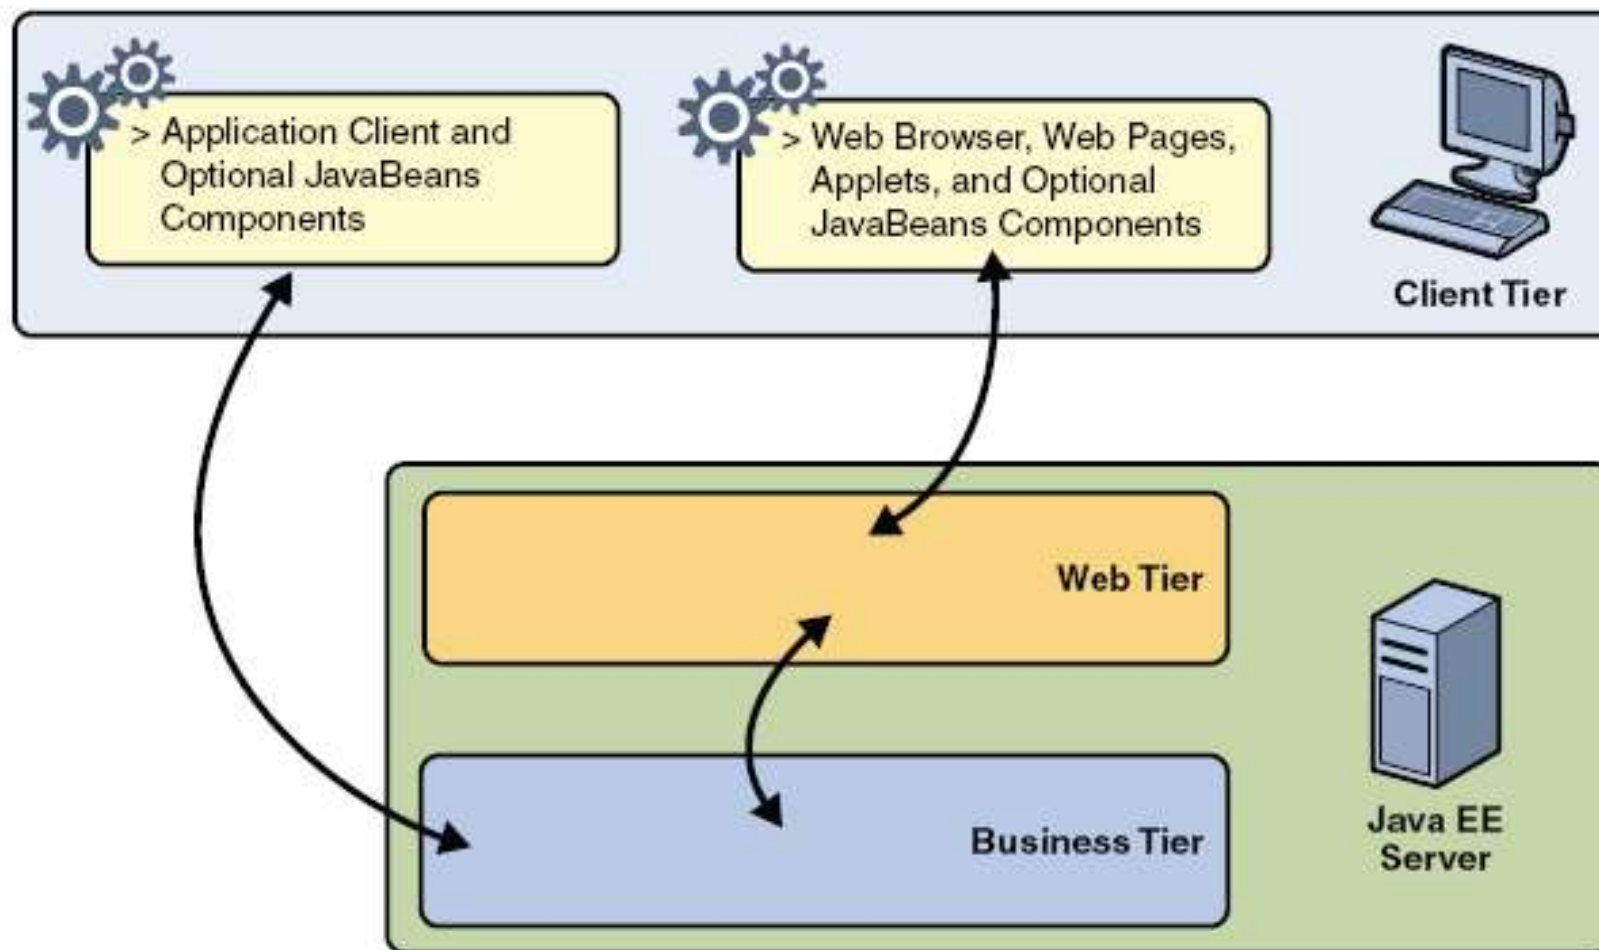 > Application Client and
Optional JavaBeans
Components
> Web Browser, Web Pages,
Applets, and Optional
JavaBeans Components
Client Tier
Web Tier
Business Tier
Java EE
Server